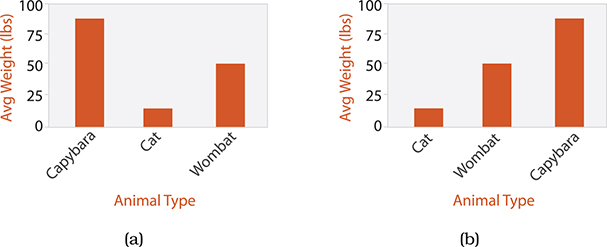 Avg Weight (lbs)
100
75
50
25
0
Capybara
Cat
Wombat
Animal Type
(a)
Avg Weight (lbs)
100
75
50
25
0
Cat
Wombat
Capybara
Animal Type
(b)